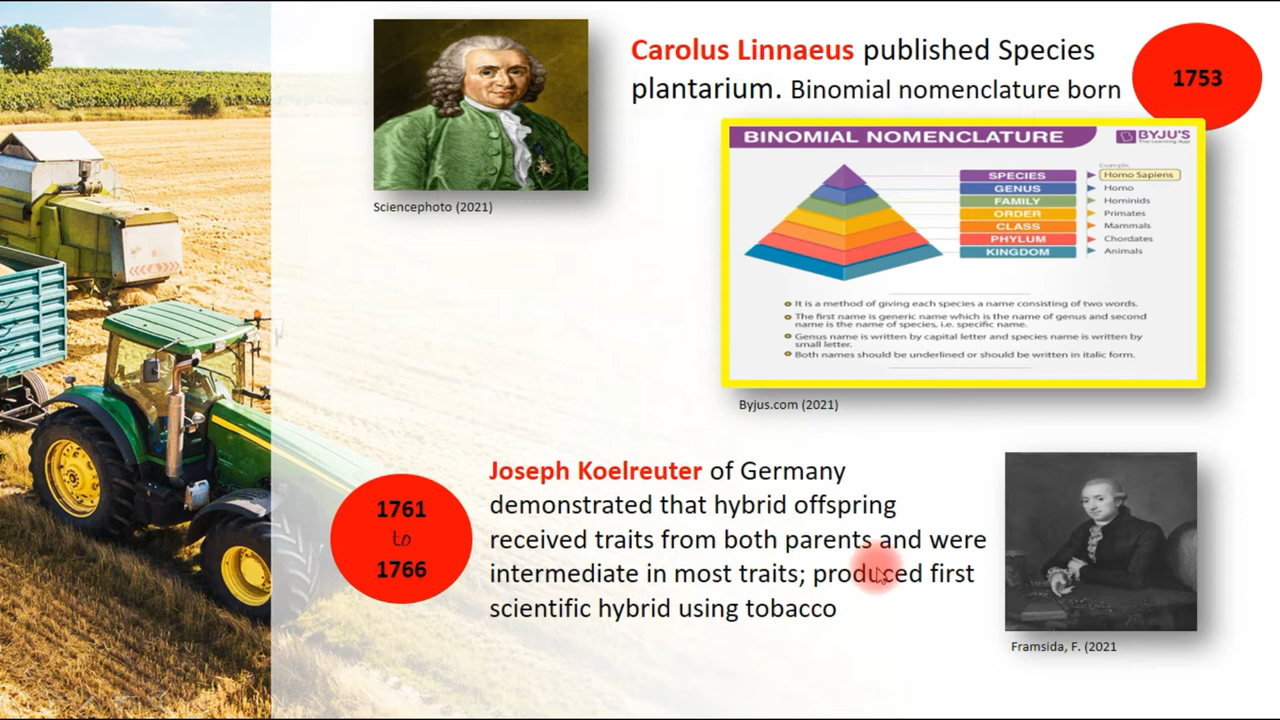 Carolus Linnaeus published Species
plantarium. Binomial nomenclature born
1753
BINOMIAL NOMENCLATURE
BYJU'S
The Learning App
Example:
SPECIES
Homo Sapiens
GENUS
Homo
FAMILY
Hominids
ORDER
Primates
CLASS
Mammals
PHYLUM
Chordates
KINGDOM
Animals
It is a method of giving each species a name consisting of two words.
The first name is generic name which is the name of genus and second
name is the name of species, i.e. specific name.
Genus name is written by capital letter and species name is written by
small letter.
Both names should be underlined or should be written in italic form.
Sciencephoto (2021)
Byjus.com (2021)
1761
to
1766
Joseph Koelreuter of Germany
demonstrated that hybrid offspring
received traits from both parents and were
intermediate in most traits; produced first
scientific hybrid using tobacco
Framsida, F. (2021